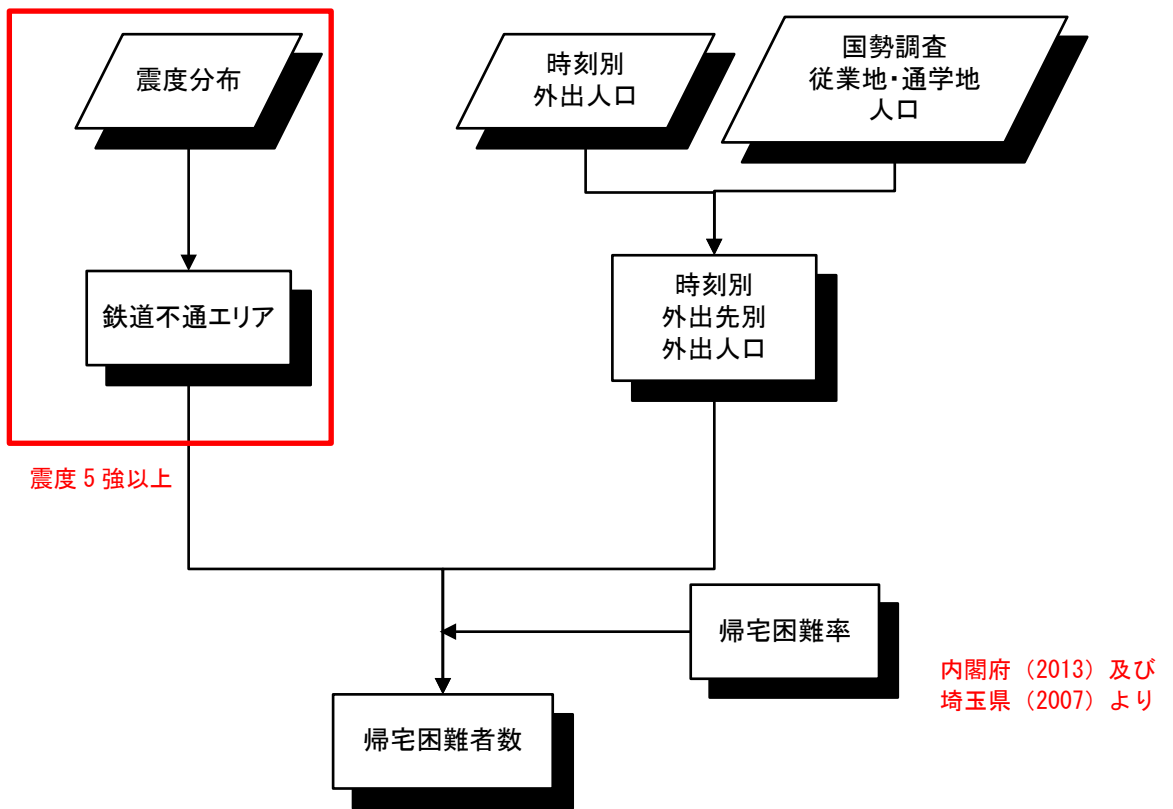 震度分布
時刻別
外出人口
国勢調査
従業地・通学地
人口
鉄道不通エリア
時刻別
外出先別
外出人口
震度５強以上
帰宅困難率
内閣府（2013）及び
埼玉県（2007）より
帰宅困難者数